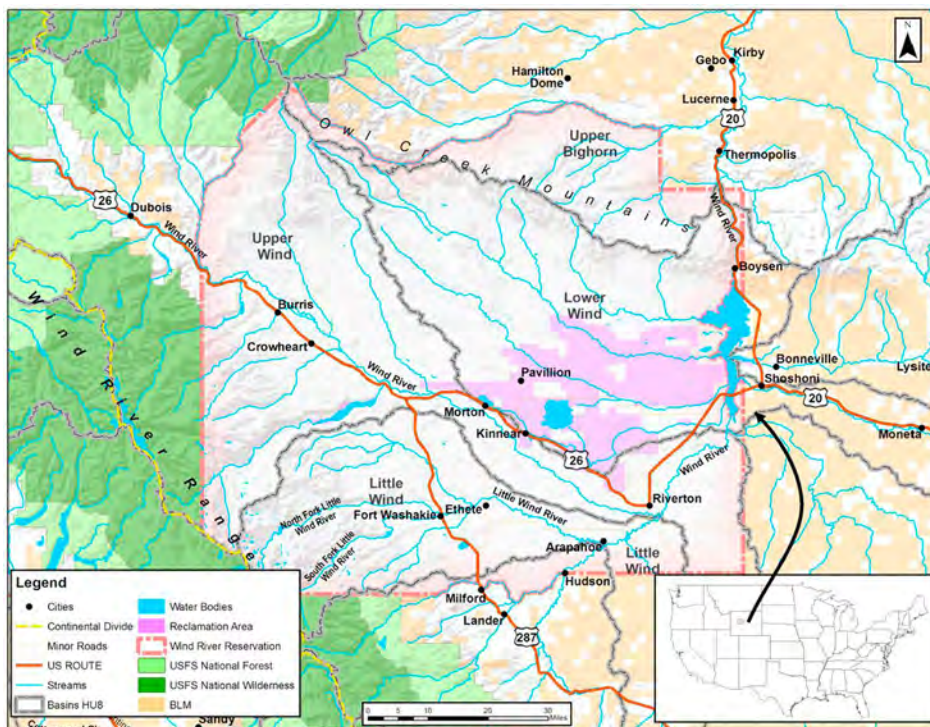 N
Kirby
Gebo
Hamilton
Dome
Lucerne
20
Owl Creek Mountains
Upper
Bighorn
Thermopolis
26
Dubois
Wind River
Wind River
Upper
Wind
Boysen
Lower
Wind
Burris
Crowheart
Wind River
Pavillion
Bonneville
Lysite
Shoshoni
20
Morton
Kinnear
Moneta
26
Wind River
Wind River Range
Riverton
Little
Wind
Fort Washakie
Ethete
Little Wind River
North Fork Little
Wind River
South Fork Little
Wind River
Arapahoe
Little
Wind
Hudson
Milford
Lander
287
Legend
Cities
Continental Divide
Minor Roads
US ROUTE
Streams
Basins HU8
Water Bodies
Reclamation Area
Wind River Reservation
USFS National Forest
USFS National Wilderness
BLM
Sandy
0 5 10 20 30
Miles